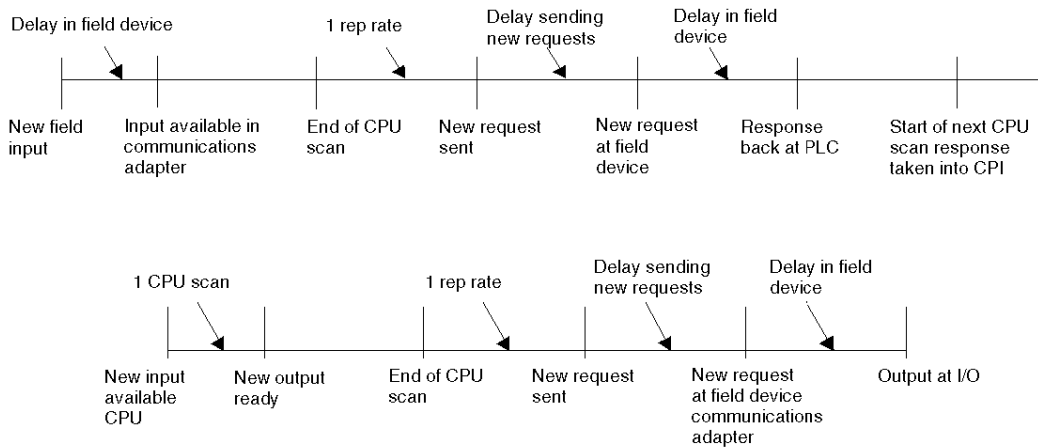 Delay in field device
1 rep rate
Delay sending
new requests
Delay in field
device
New field
input
Input available in
communications
adapter
End of CPU
scan
New request
sent
New request
at field
device
Response
back at PLC
Start of next CPU
scan response
taken into CPI
1 CPU scan
1 rep rate
Delay sending
new requests
Delay in field
device
New input
available
CPU
New output
ready
End of CPU
scan
New request
sent
New request
at field device
communications
adapter
Output at I/O